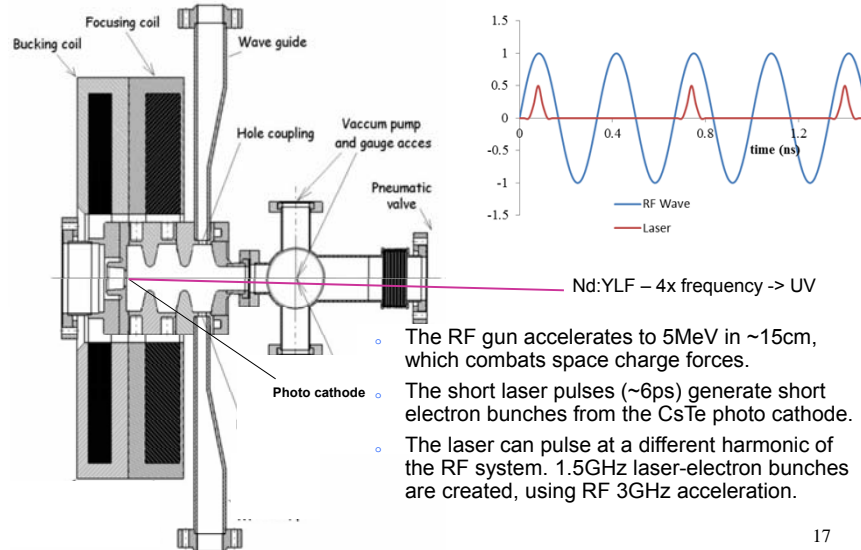 Focusing coil
Bucking coil
Wave guide
Hole coupling
Vaccum pump
and gauge acces
Pneumatic
valve
Photo cathode
1.5
1
0.5
0
-0.5
-1
-1.5
0
0.4
0.8
1.2
time (ns)
RF Wave
Laser
Nd:YLF – 4x frequency -> UV
◦ The RF gun accelerates to 5MeV in ~15cm,
which combats space charge forces.
◦ The short laser pulses (~6ps) generate short
electron bunches from the CsTe photo cathode.
◦ The laser can pulse at a different harmonic of
the RF system. 1.5GHz laser-electron bunches
are created, using RF 3GHz acceleration.
17